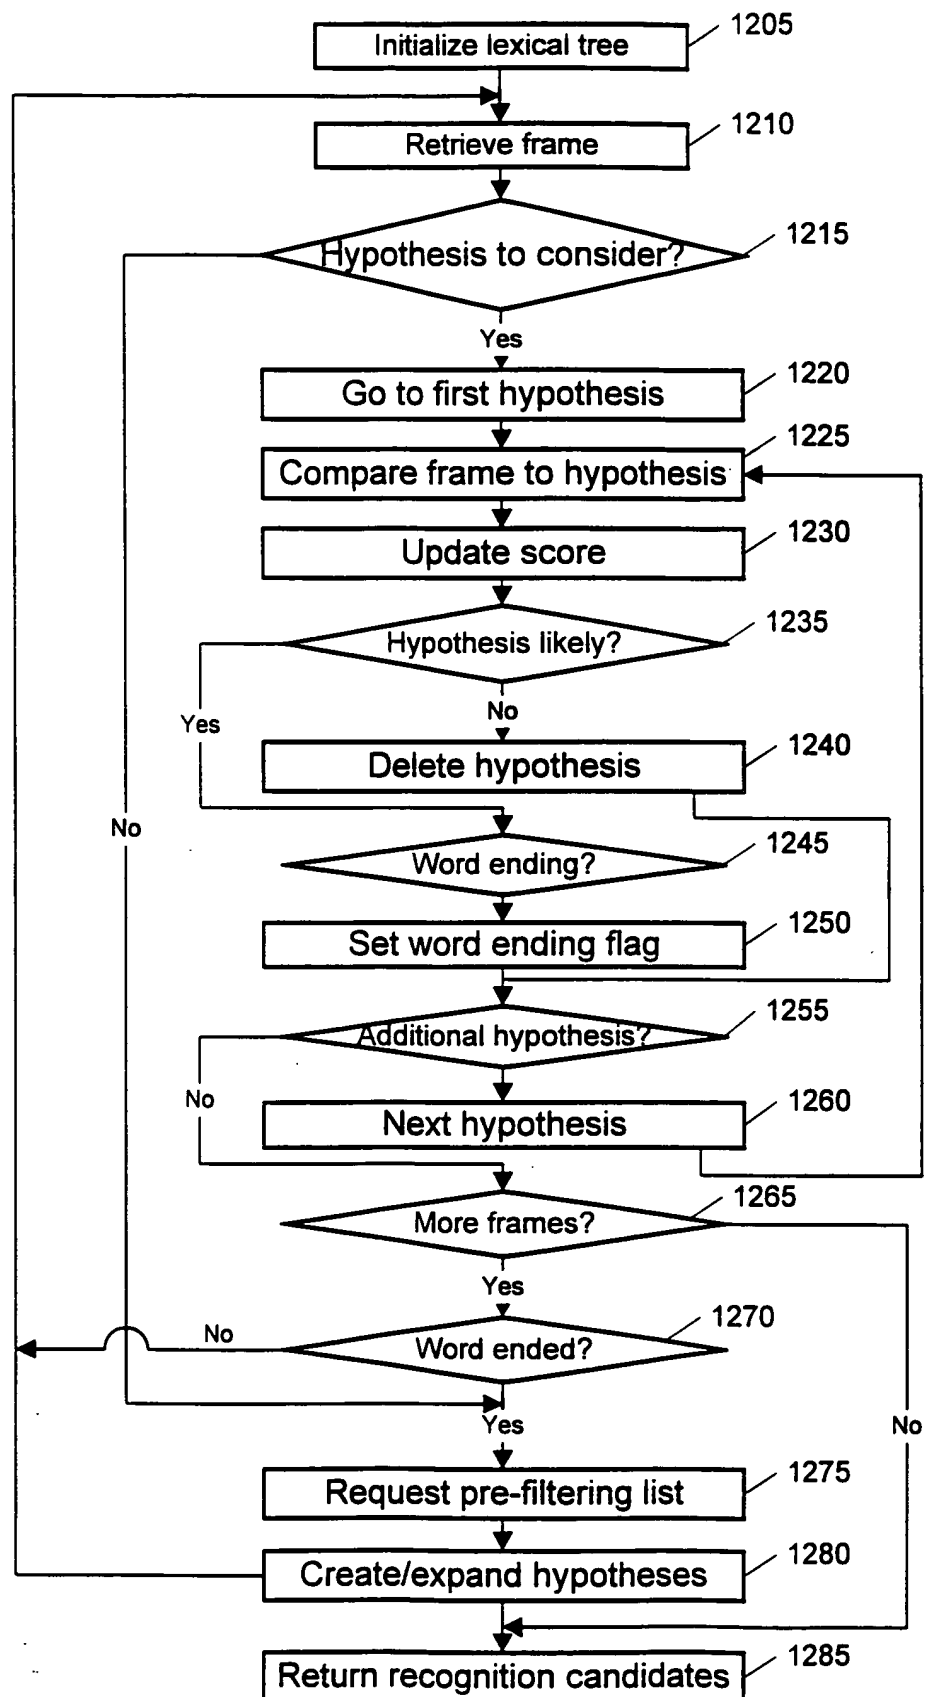 Initialize lexical tree 1205
Retrieve frame 1210
Hypothesis to consider? 1215
Yes
Go to first hypothesis 1220
Compare frame to hypothesis 1225
Update score 1230
Hypothesis likely? 1235
Yes
No
Delete hypothesis 1240
No
Word ending? 1245
Set word ending flag 1250
Additional hypothesis? 1255
No
Next hypothesis 1260
More frames? 1265
Yes
Word ended? 1270
No
Yes
No
Request pre-filtering list 1275
Create/expand hypotheses 1280
Return recognition candidates 1285